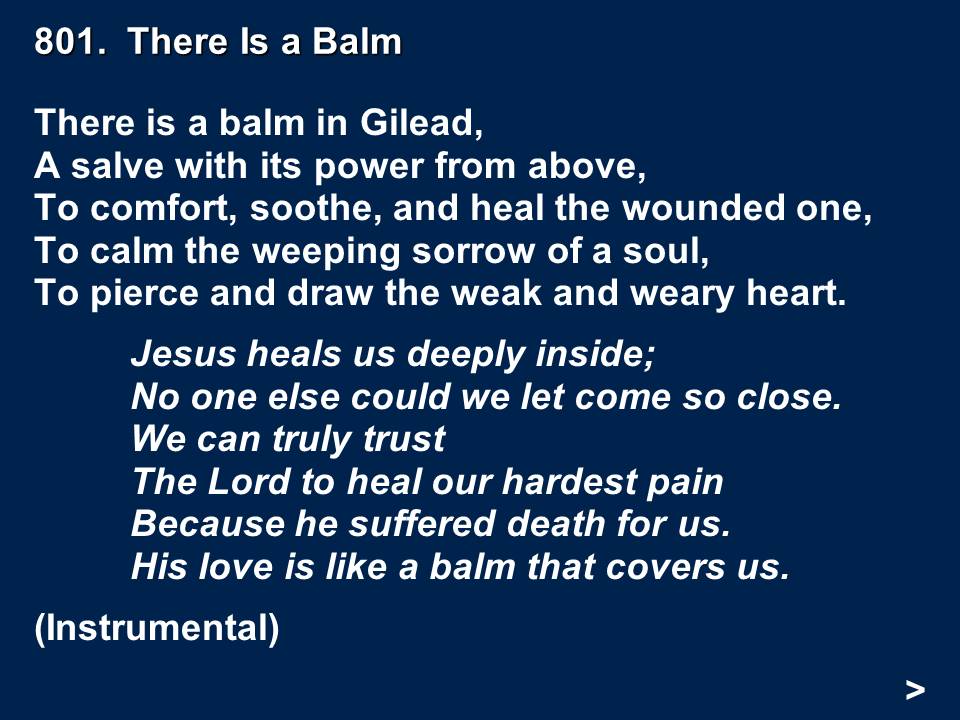 801. There Is a Balm
There is a balm in Gilead,
A salve with its power from above,
To comfort, soothe, and heal the wounded one,
To calm the weeping sorrow of a soul,
To pierce and draw the weak and weary heart.
Jesus heals us deeply inside;
No one else could we let come so close.
We can truly trust
The Lord to heal our hardest pain
Because he suffered death for us.
His love is like a balm that covers us.
(Instrumental)
>